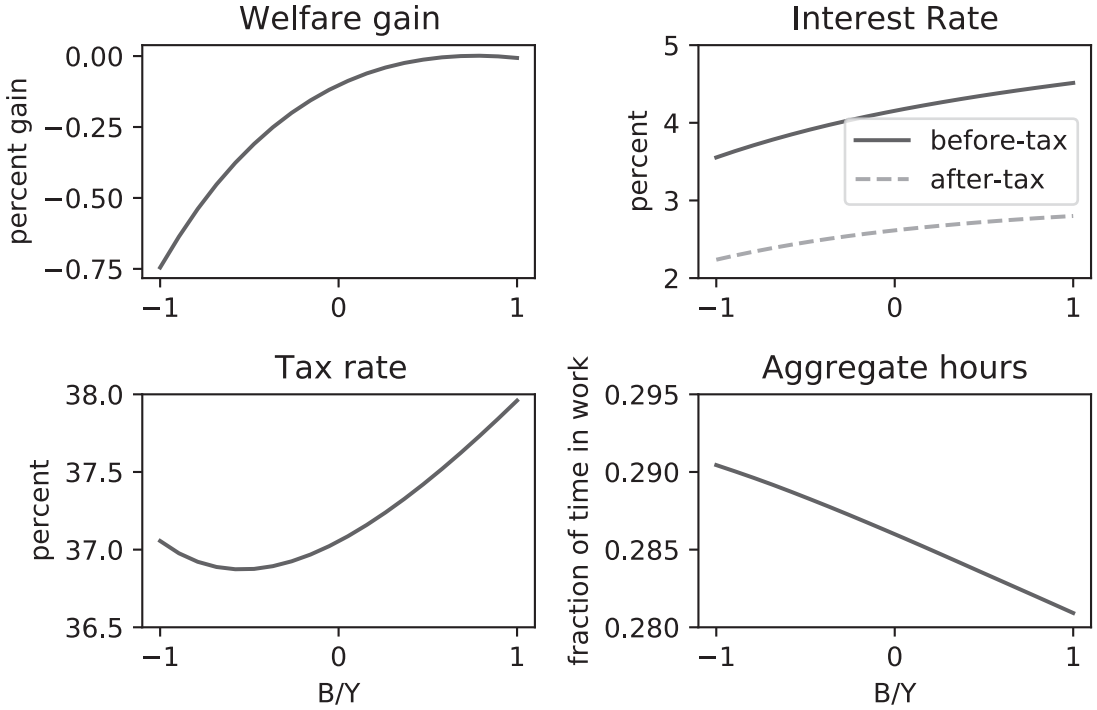 Welfare gain
percent gain
0.00
−0.25
−0.50
−0.75
−1
0
1
Interest Rate
percent
5
4
3
2
before-tax
after-tax
−1
0
1
Tax rate
percent
38.0
37.5
37.0
36.5
−1
0
1
B/Y
Aggregate hours
fraction of time in work
0.295
0.290
0.285
0.280
−1
0
1
B/Y